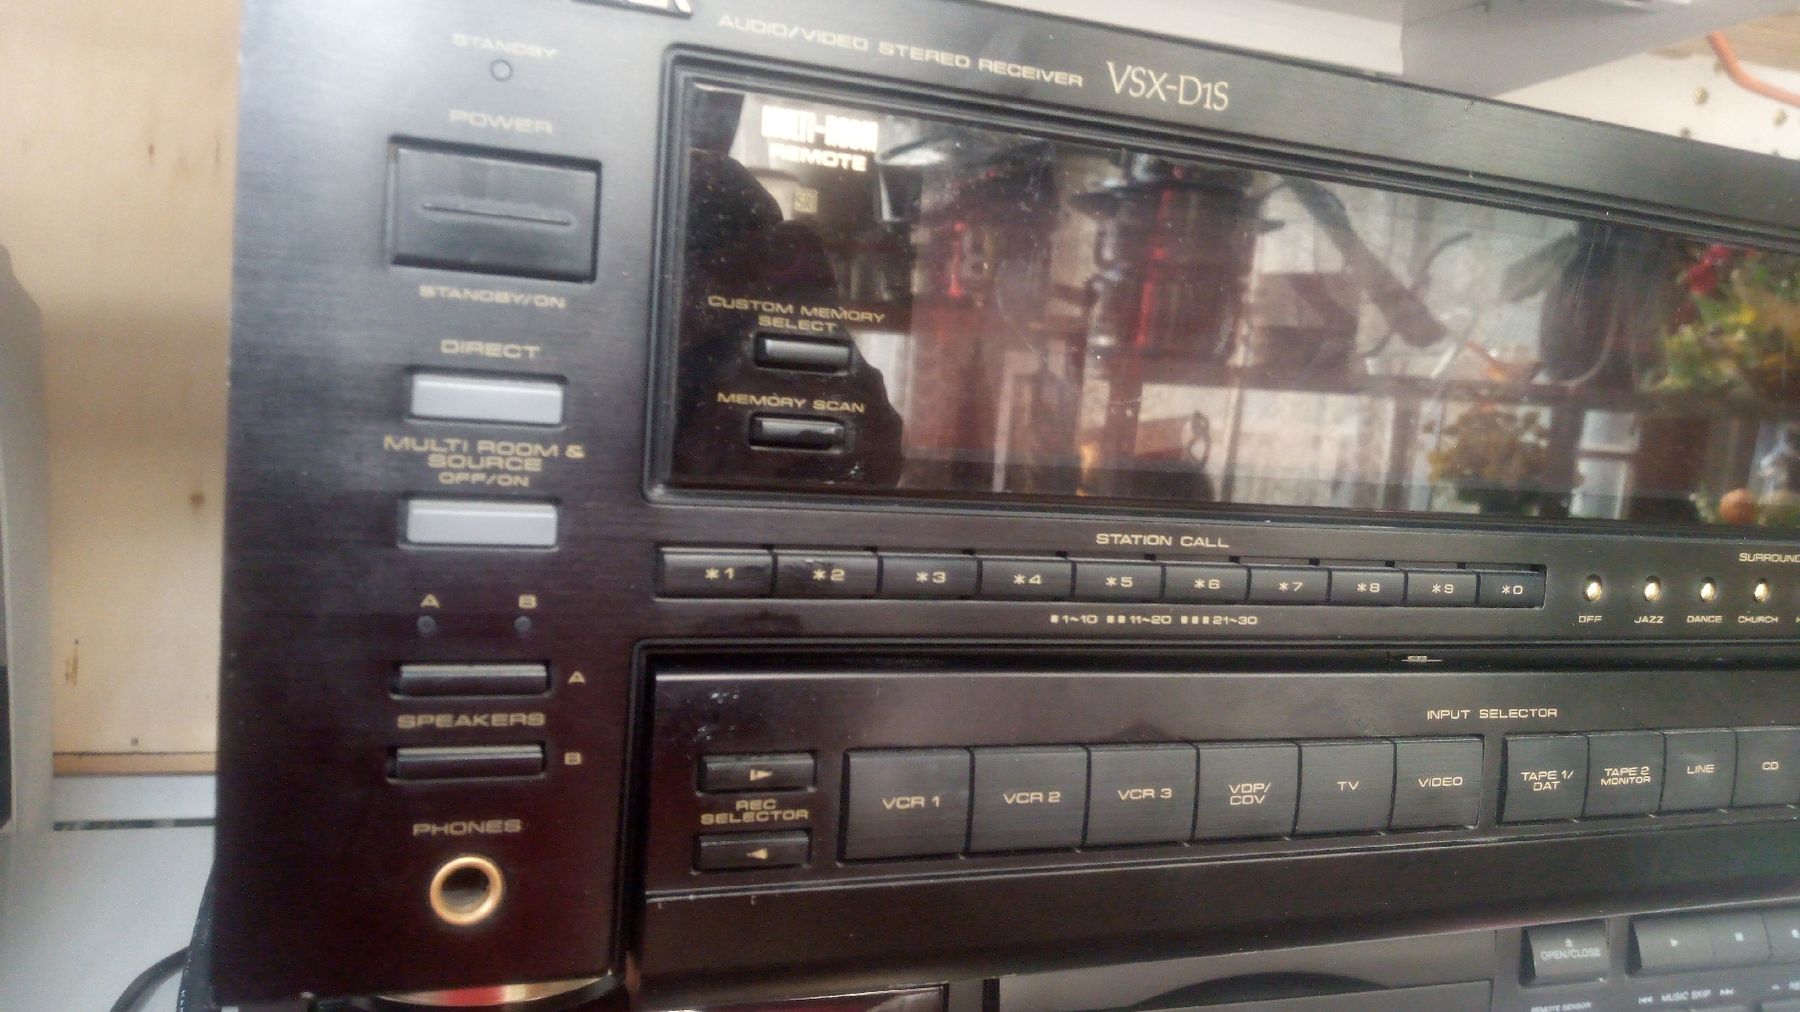 STANDBY
AUDIO/VIDEO STEREO RECEIVER VSX-D1S
POWER
MULTI-ROOM
REMOTE
SR
STANDBY/ON
CUSTOM MEMORY
SELECT
DIRECT
MEMORY SCAN
MULTI ROOM &
SOURCE
OFF/ON
STATION CALL
SURROUND
*1 *2 *3 *4 *5 *6 *7 *8 *9 *0
1~10 11~20 21~30
OFF JAZZ DANCE CHURCH
A B
A
SPEAKERS
B
INPUT SELECTOR
REC
SELECTOR
VCR 1 VCR 2 VCR 3 VDP/
CDV TV VIDEO
TAPE 1/
DAT TAPE 2
MONITOR LINE CD
PHONES
OPEN/CLOSE
MUSIC SKIP
REMOTE SENSOR